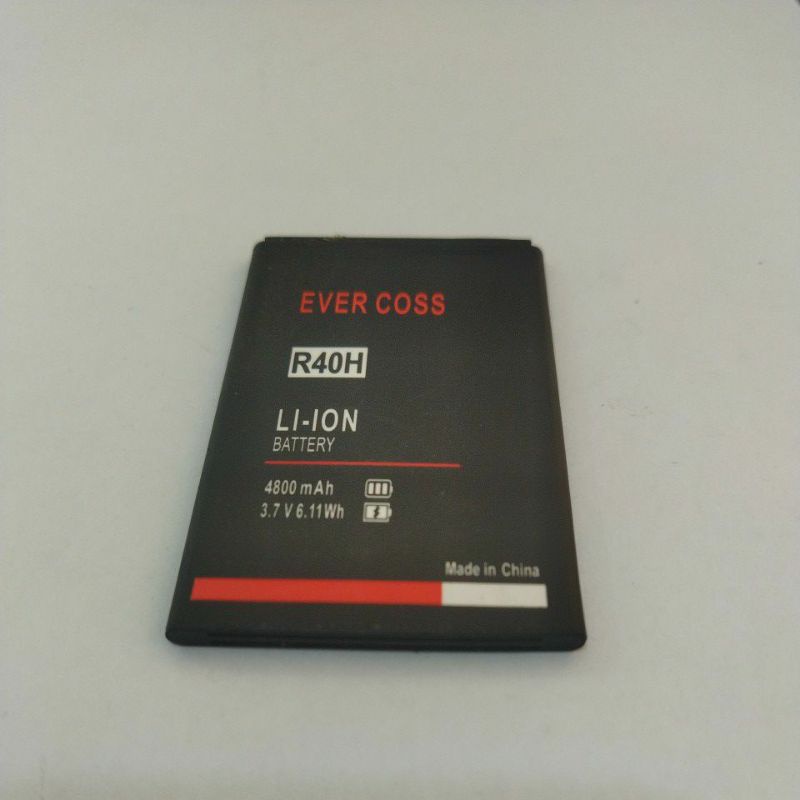 EVER COSS
R40H
LI-ION
BATTERY
4800 mAh
3.7 V 6.11Wh
Made in China